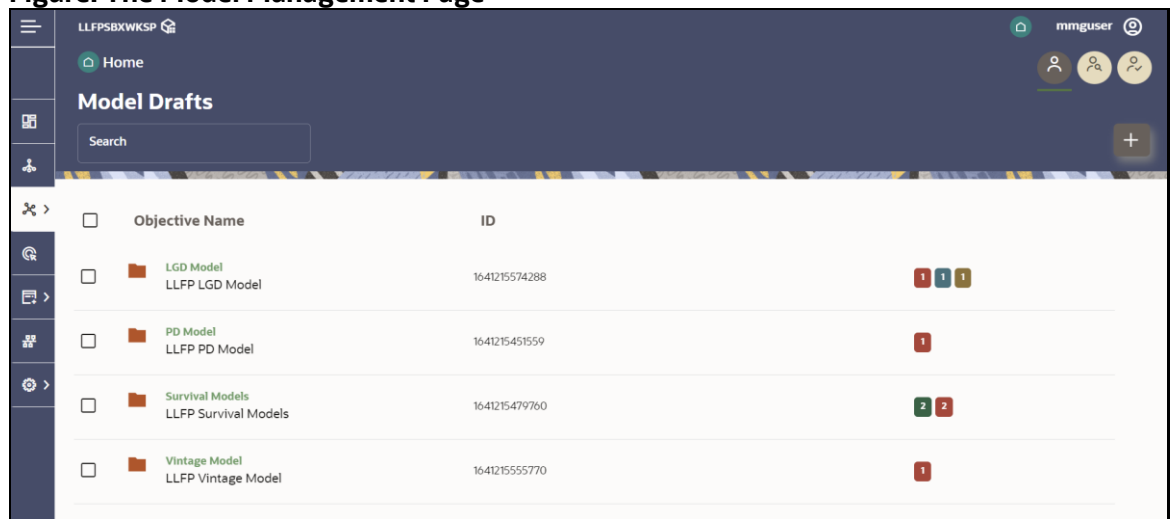 Figure: The Model Management Page
LLFPSBXWKSP
mmguser
Home
Model Drafts
Search
Objective Name ID
LGD Model
LLFP LGD Model
1641215574288
1 1 1
PD Model
LLFP PD Model
1641215451559
1
Survival Models
LLFP Survival Models
1641215479760
2 2
Vintage Model
LLFP Vintage Model
1641215555770
1